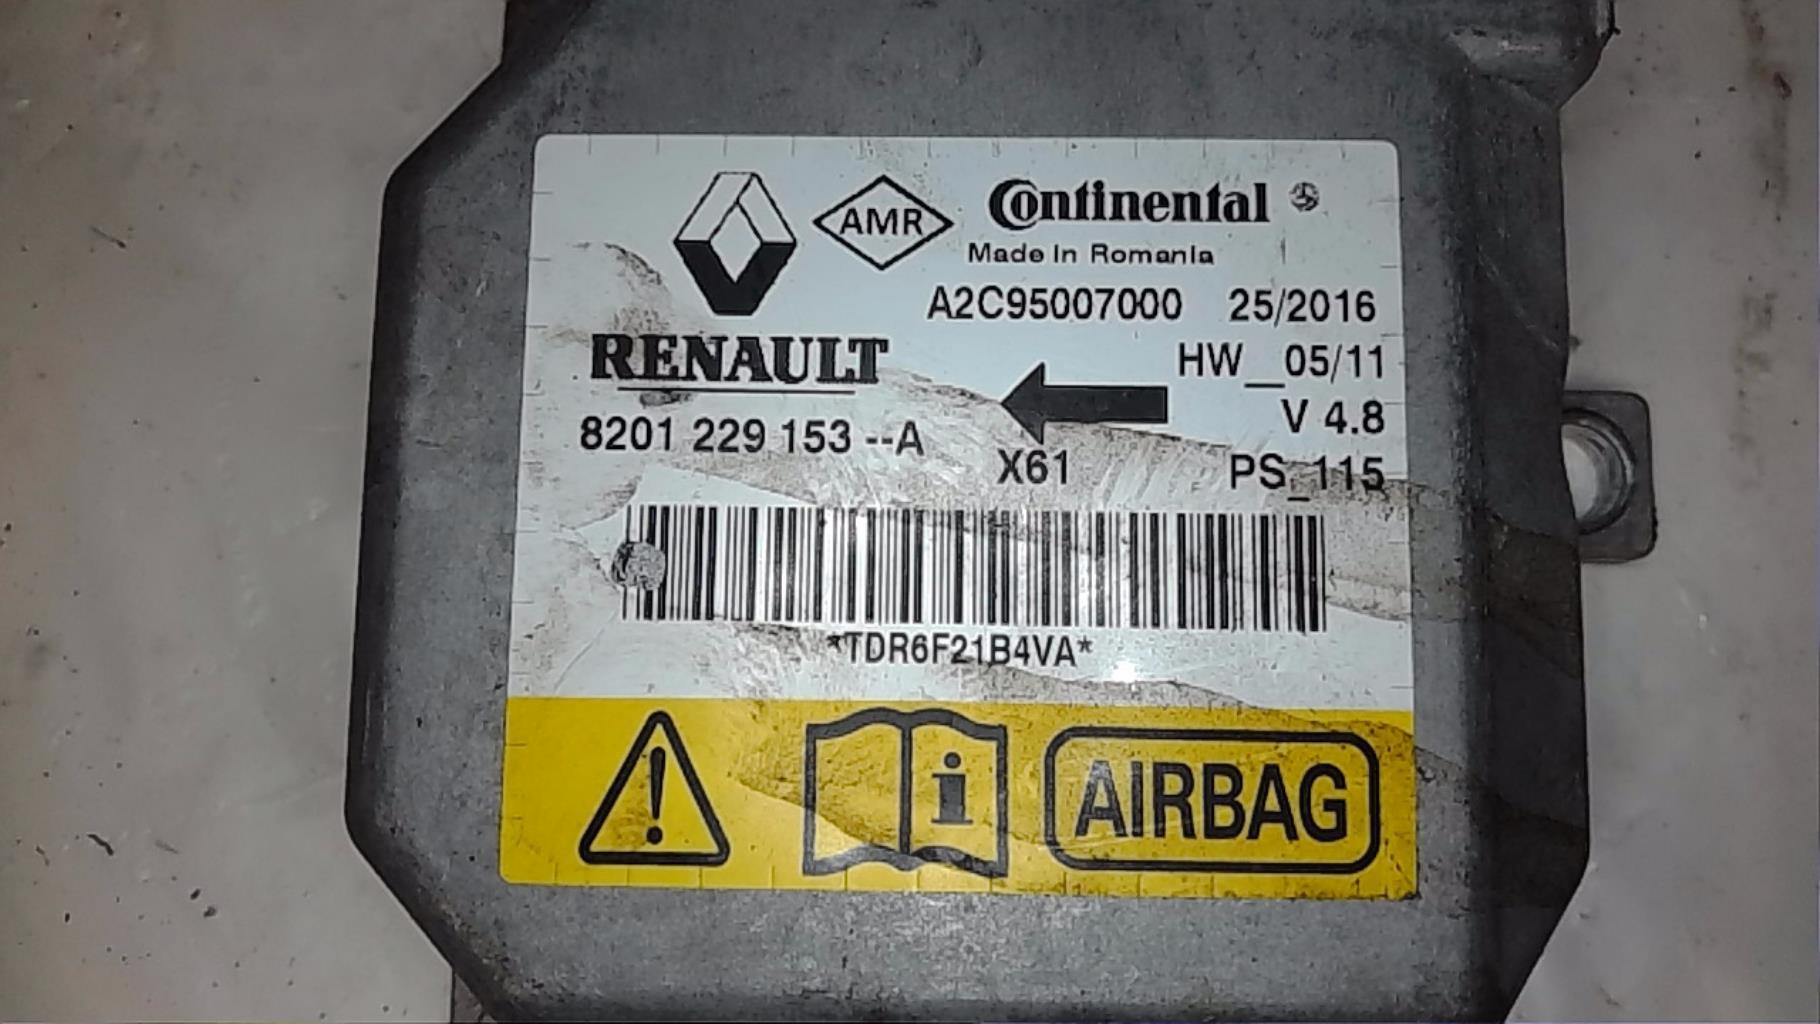 AMR
Continental
Made In Romania
A2C95007000 25/2016
RENAULT
HW__05/11
8201 229 153 --A
V 4.8
X61
PS_115
*TDR6F21B4VA*
i
AIRBAG